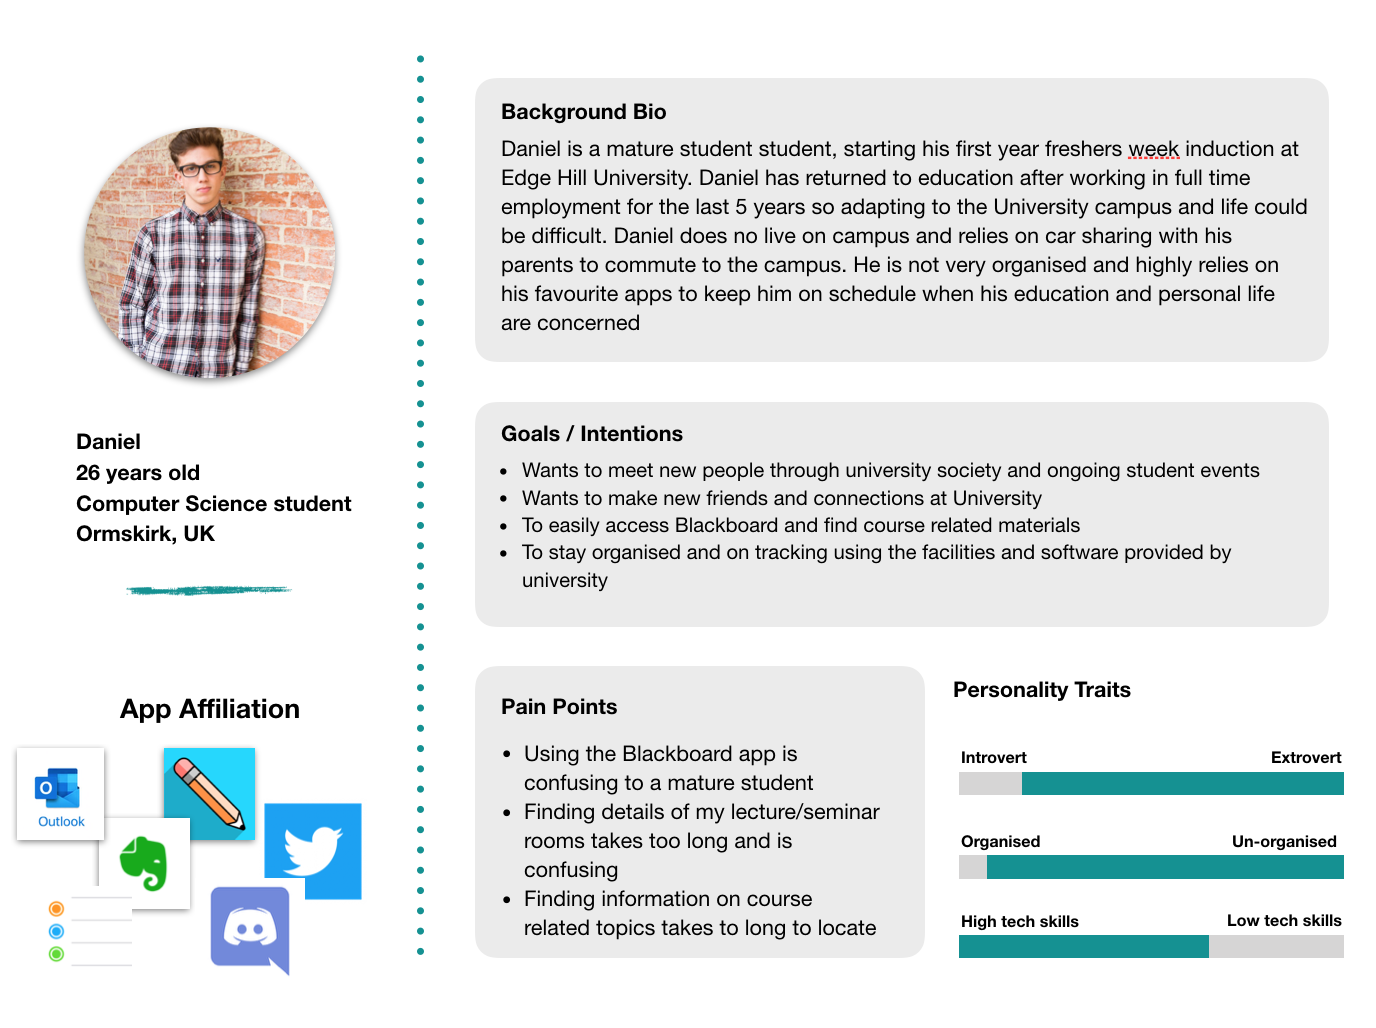 Daniel
26 years old
Computer Science student
Ormskirk, UK
App Affiliation
Outlook
Background Bio
Daniel is a mature student student, starting his first year freshers week induction at
Edge Hill University. Daniel has returned to education after working in full time
employment for the last 5 years so adapting to the University campus and life could
be difficult. Daniel does no live on campus and relies on car sharing with his
parents to commute to the campus. He is not very organised and highly relies on
his favourite apps to keep him on schedule when his education and personal life
are concerned
Goals / Intentions
• Wants to meet new people through university society and ongoing student events
• Wants to make new friends and connections at University
• To easily access Blackboard and find course related materials
• To stay organised and on tracking using the facilities and software provided by
university
Pain Points
• Using the Blackboard app is
confusing to a mature student
• Finding details of my lecture/seminar
rooms takes too long and is
confusing
• Finding information on course
related topics takes to long to locate
Personality Traits
Introvert Extrovert
Organised Un-organised
High tech skills Low tech skills